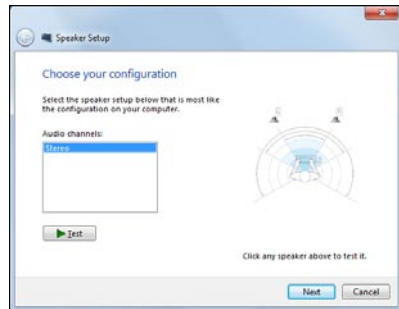 Speaker Setup
Choose your configuration
Select the speaker setup below that is most like
the configuration on your computer.
Audio channels:
Stereo
Test
Click any speaker above to test it.
Next
Cancel